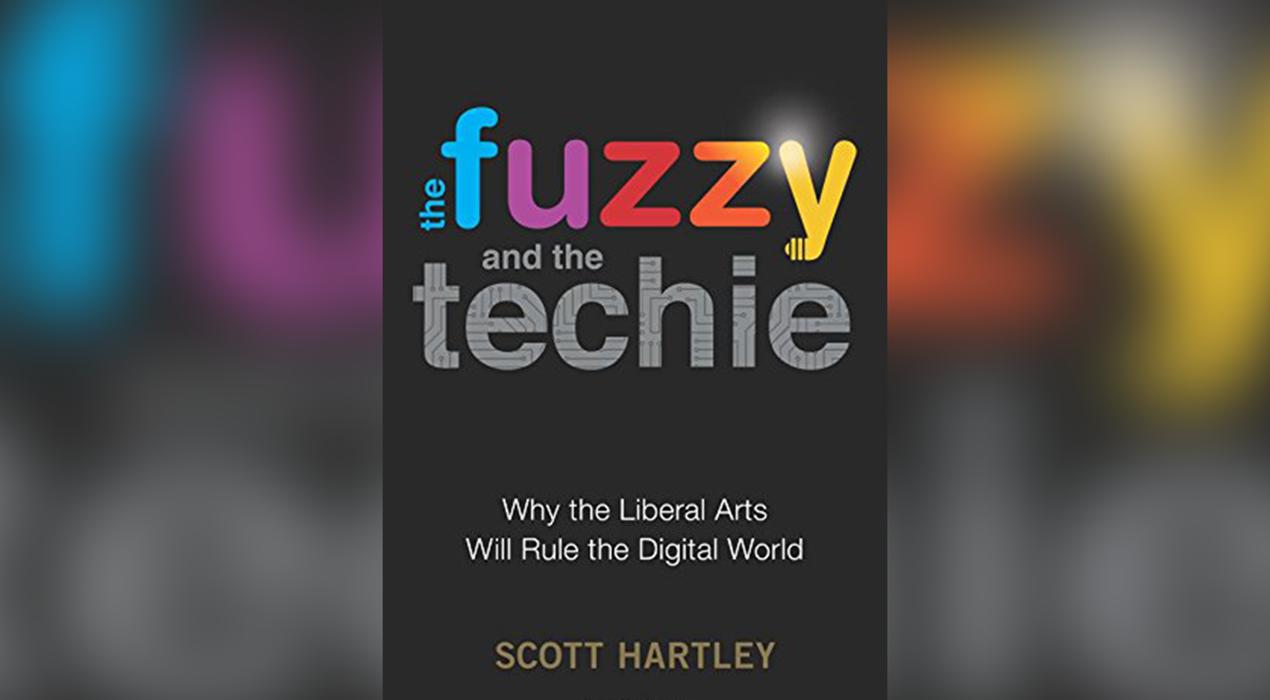 the fuzzy
and the
techie
Why the Liberal Arts
Will Rule the Digital World
SCOTT HARTLEY